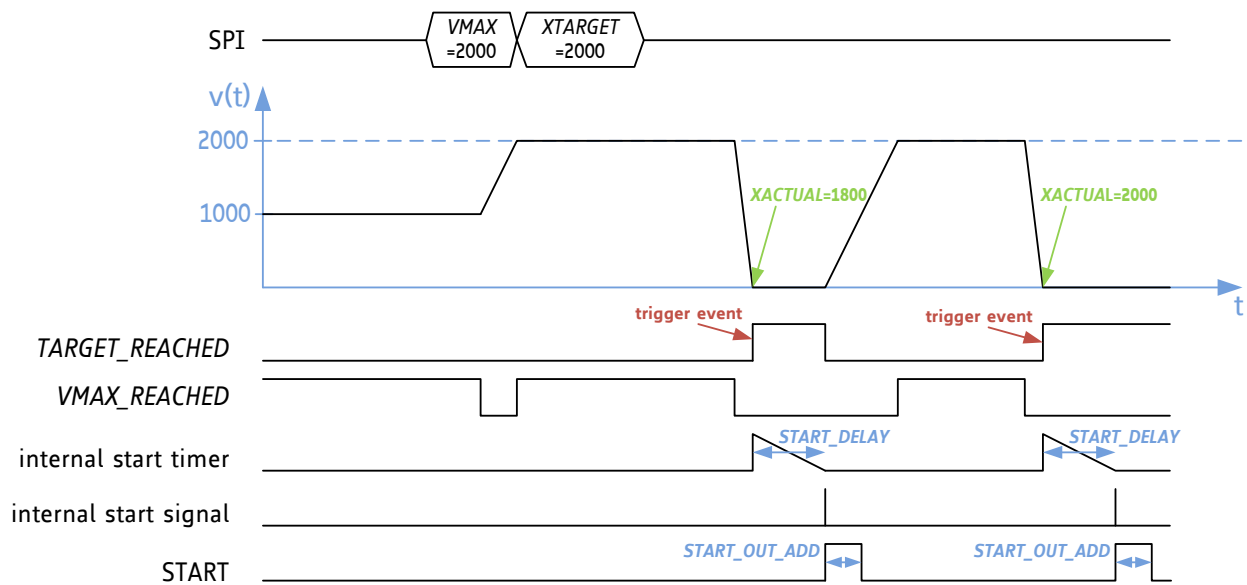 SPI
VMAX
=2000
XTARGET
=2000
v(t)
2000
1000
XACTUAL=1800
XACTUAL=2000
t
trigger event
trigger event
TARGET_REACHED
VMAX_REACHED
START_DELAY
START_DELAY
internal start timer
internal start signal
START_OUT_ADD
START_OUT_ADD
START